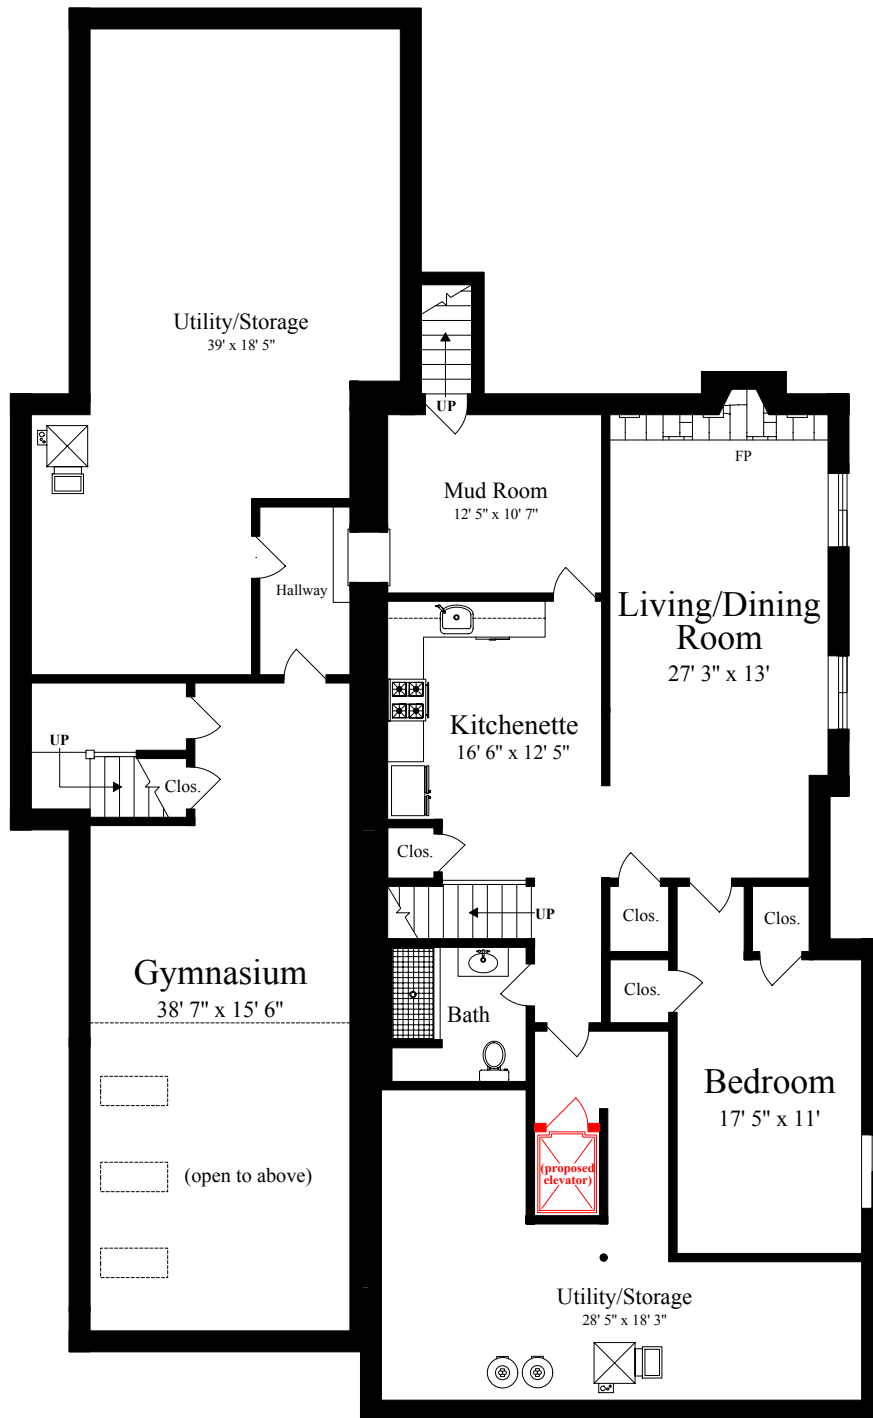 Utility/Storage
39' x 18' 5"
UP
FP
Mud Room
12' 5" x 10' 7"
Hallway
Living/Dining
Room
27' 3" x 13'
Kitchenette
16' 6" x 12' 5"
UP
Clos.
Clos.
UP
Clos.
Clos.
Clos.
Gymnasium
38' 7" x 15' 6"
Bath
Bedroom
17' 5" x 11'
(open to above)
(proposed
elevator)
Utility/Storage
28' 5" x 18' 3"